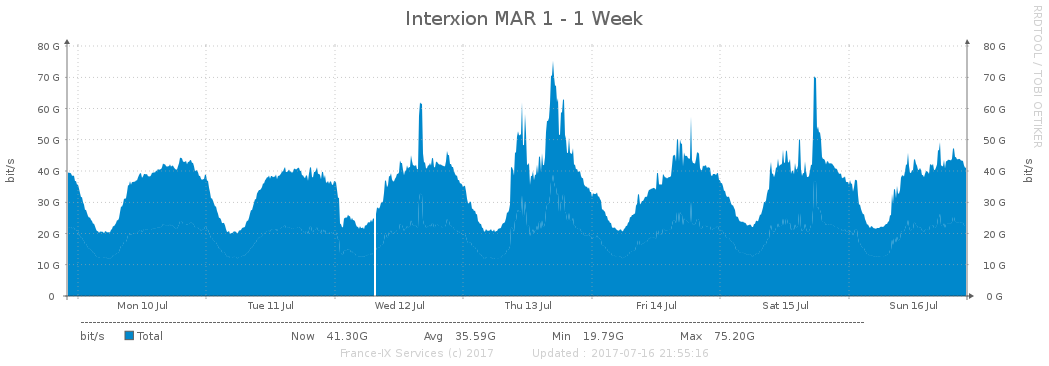 Interxion MAR 1 - 1 Week
RRDTOOL / TOBI OETIKER
80 G 80 G
70 G 70 G
60 G 60 G
50 G 50 G
40 G 40 G
30 G 30 G
20 G 20 G
10 G 10 G
0 0 G
bit/s
bit/s
Mon 10 Jul Tue 11 Jul Wed 12 Jul Thu 13 Jul Fri 14 Jul Sat 15 Jul Sun 16 Jul
bit/s Total Now 41.30G Avg 35.59G Min 19.79G Max 75.20G
France-IX Services (c) 2017 Updated : 2017-07-16 21:55:16